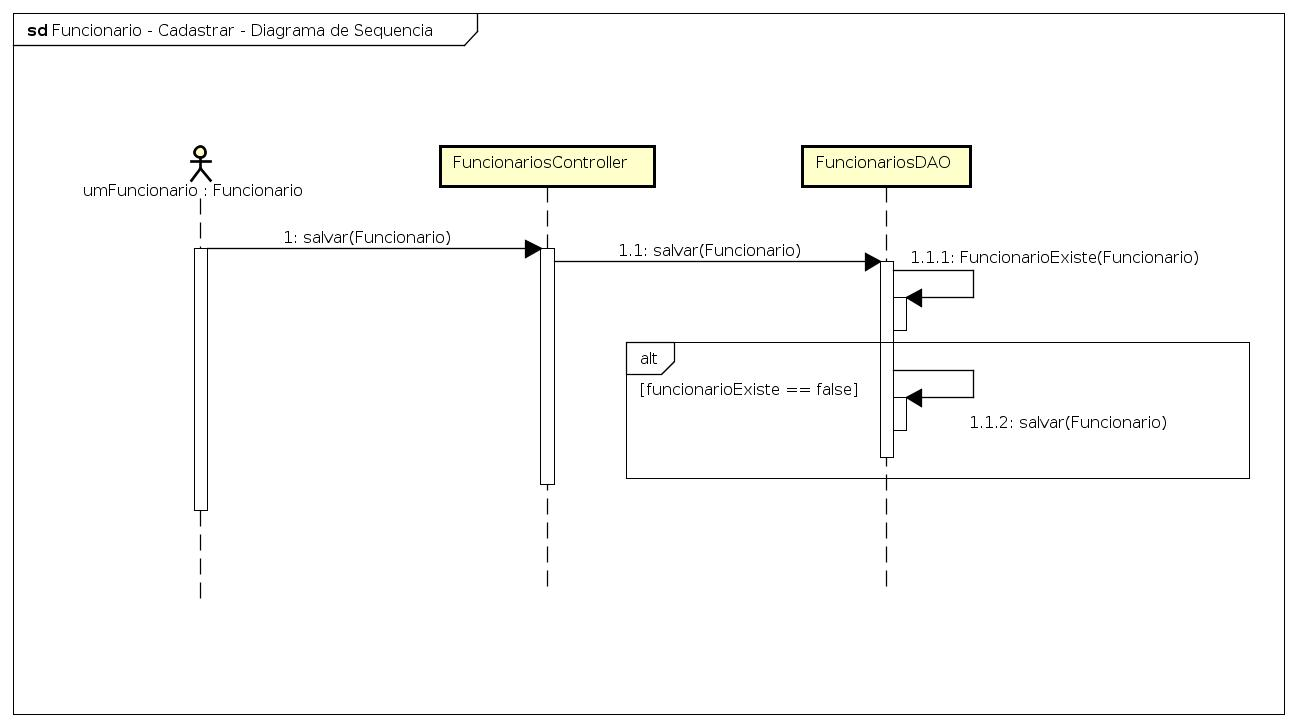 sd Funcionario - Cadastrar - Diagrama de Sequencia
umFuncionario : Funcionario
FuncionariosController
FuncionariosDAO
1: salvar(Funcionario)
1.1: salvar(Funcionario)
1.1.1: FuncionarioExiste(Funcionario)
alt
[funcionarioExiste == false]
1.1.2: salvar(Funcionario)